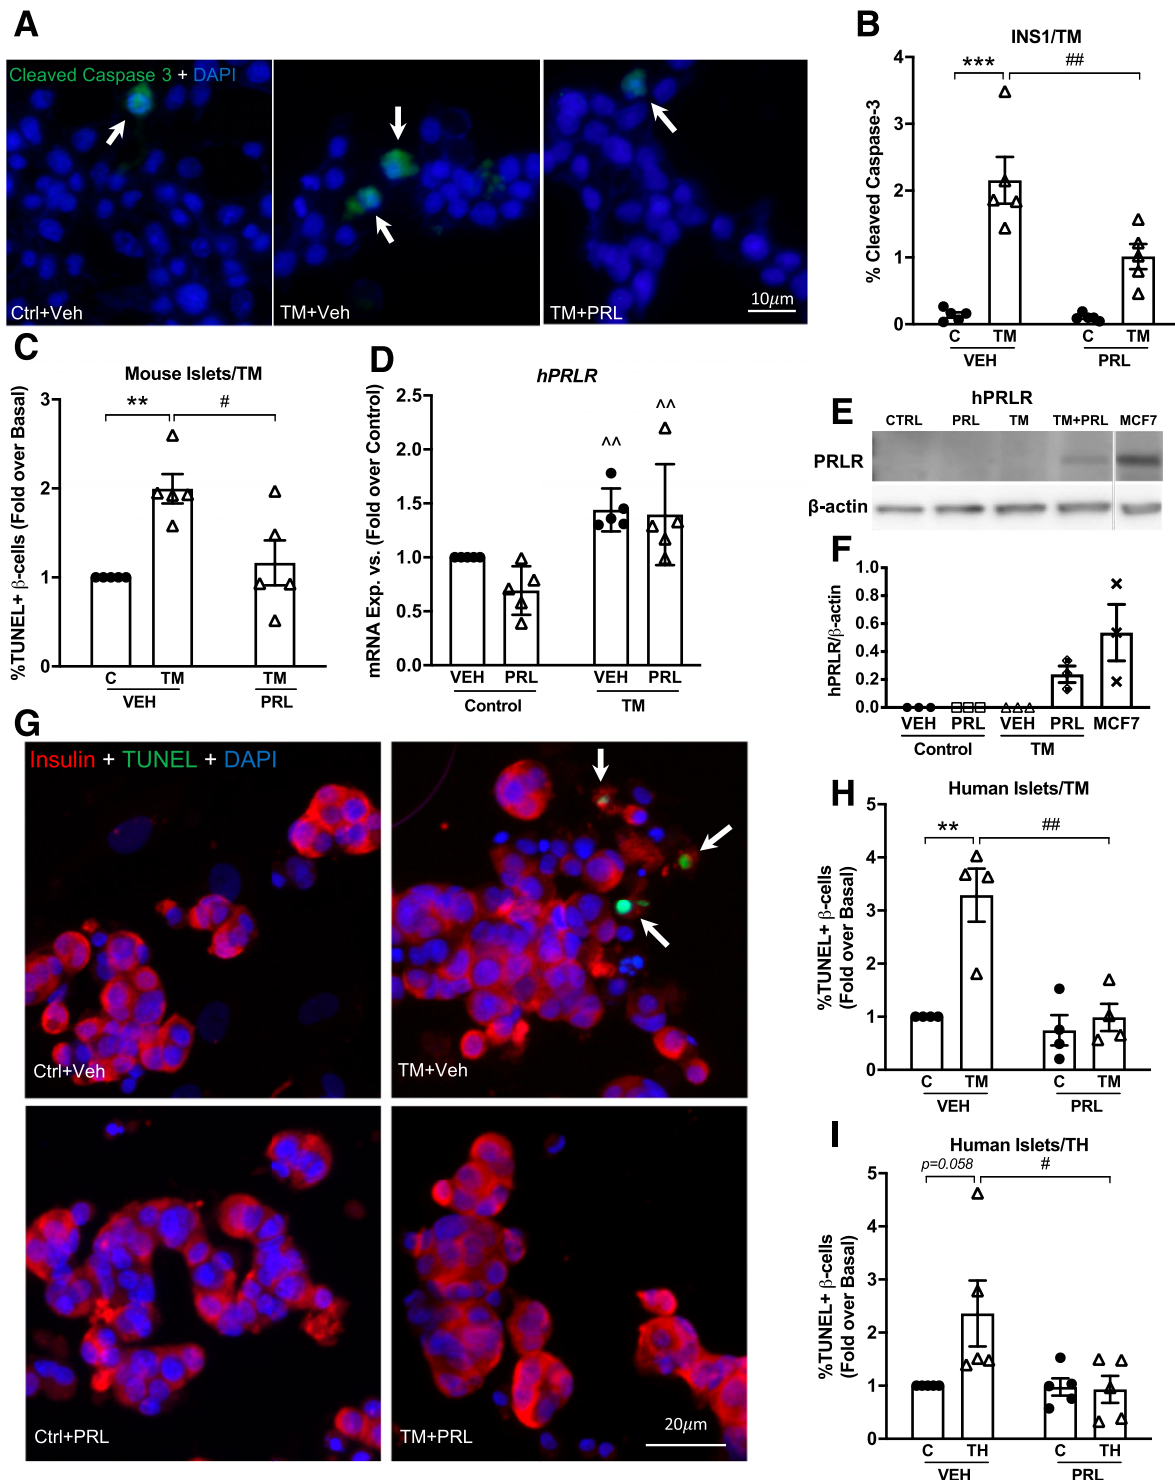 A
Cleaved Caspase 3 + DAPI
Ctrl+Veh
TM+Veh
TM+PRL
10μm
B
INS1/TM
*** ##
% Cleaved Caspase-3
4
3
2
1
0
C TM C TM
VEH PRL
C
Mouse Islets/TM
** #
%TUNEL+ β-cells (Fold over Basal)
3
2
1
0
C TM TM
VEH PRL
D
hPRLR
^^ ^^
mRNA Exp. vs. (Fold over Control)
2.5
2.0
1.5
1.0
0.5
0.0
VEH PRL VEH PRL
Control TM
E
hPRLR
CTRL PRL TM TM+PRL MCF7
PRLR
β-actin
F
hPRLR/β-actin
1.0
0.8
0.6
0.4
0.2
0.0
VEH PRL VEH PRL MCF7
Control TM
G
Insulin + TUNEL + DAPI
Ctrl+Veh
TM+Veh
Ctrl+PRL
TM+PRL
20μm
H
Human Islets/TM
** ##
%TUNEL+ β-cells
(Fold over Basal)
5
4
3
2
1
0
C TM C TM
VEH PRL
I
Human Islets/TH
p=0.058 #
%TUNEL+ β-cells
(Fold over Basal)
5
4
3
2
1
0
C TH C TH
VEH PRL